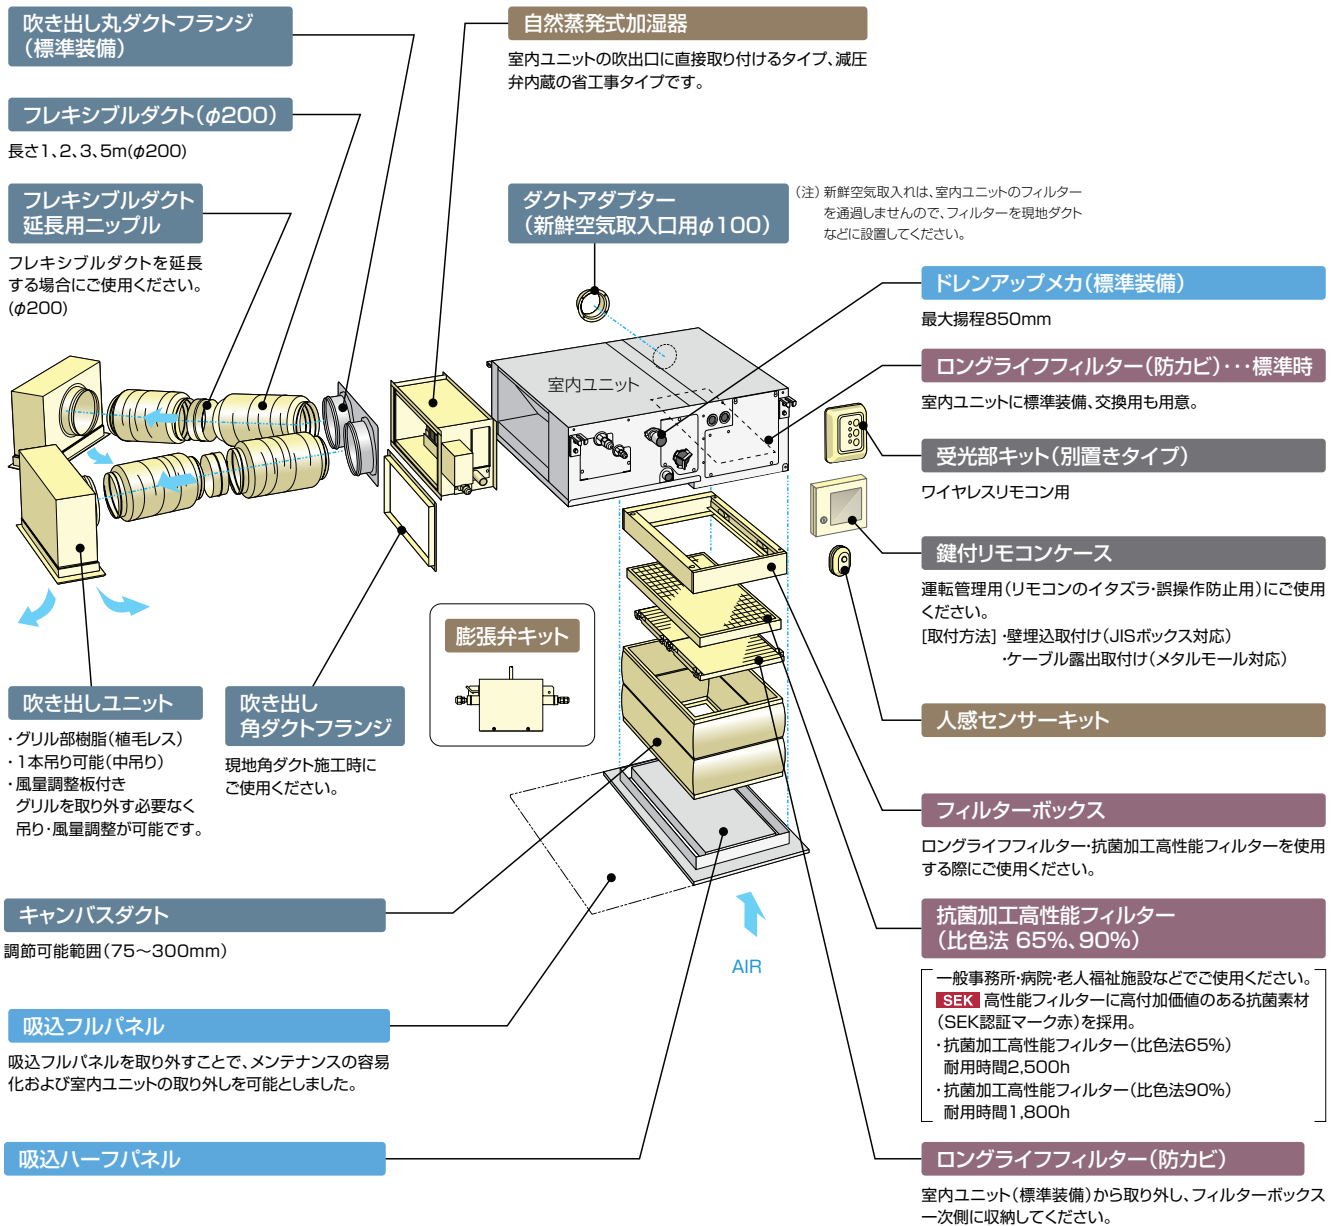 吹き出し丸ダクトフランジ
（標準装備）
フレキシブルダクト（φ200）
長さ1、2、3、5m(φ200)
フレキシブルダクト
延長用ニップル
フレキシブルダクトを延長
する場合にご使用ください。
(φ200)
自然蒸発式加湿器
室内ユニットの吹出口に直接取り付けるタイプ、減圧
弁内蔵の省工事タイプです。
ダクトアダプター
（新鮮空気取入口用φ100）
（注）新鮮空気取入れは、室内ユニットのフィルター
を通過しませんので、フィルターを現地ダクト
などに設置してください。
室内ユニット
ドレンアップメカ（標準装備）
最大揚程850mm
ロングライフフィルター（防カビ）・・・標準時
室内ユニットに標準装備、交換用も用意。
受光部キット（別置きタイプ）
ワイヤレスリモコン用
鍵付リモコンケース
運転管理用（リモコンのイタズラ・誤操作防止用）にご使用
ください。
[取付方法]・壁埋込取付け（JISボックス対応）
・ケーブル露出取付け（メタルモール対応）
人感センサーキット
フィルターボックス
ロングライフフィルター・抗菌加工高性能フィルターを使用
する際にご使用ください。
抗菌加工高性能フィルター
（比色法 65%、90%）
一般事務所・病院・老人福祉施設などでご使用ください。
SEK 高性能フィルターに高付加価値のある抗菌素材
（SEK認証マーク赤）を採用。
・抗菌加工高性能フィルター（比色法65%）
耐用時間2,500h
・抗菌加工高性能フィルター（比色法90%）
耐用時間1,800h
ロングライフフィルター（防カビ）
室内ユニット（標準装備）から取り外し、フィルターボックス
一次側に収納してください。
膨張弁キット
吹き出しユニット
・グリル部樹脂（植毛レス）
・1本吊り可能（中吊り）
・風量調整板付き
グリルを取り外す必要なく
吊り・風量調整が可能です。
吹き出し
角ダクトフランジ
現地角ダクト施工時に
ご使用ください。
キャンバスダクト
調節可能範囲（75～300mm）
AIR
吸込フルパネル
吸込フルパネルを取り外すことで、メンテナンスの容易
化および室内ユニットの取り外しを可能としました。
吸込ハーフパネル